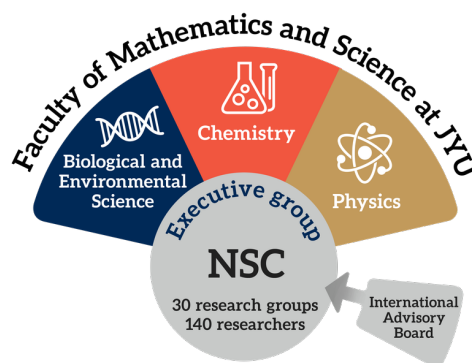 Faculty of Mathematics and Science at JYU
Biological and
Environmental
Science
Chemistry
Physics
Executive group
NSC
30 research groups
140 researchers
International
Advisory
Board